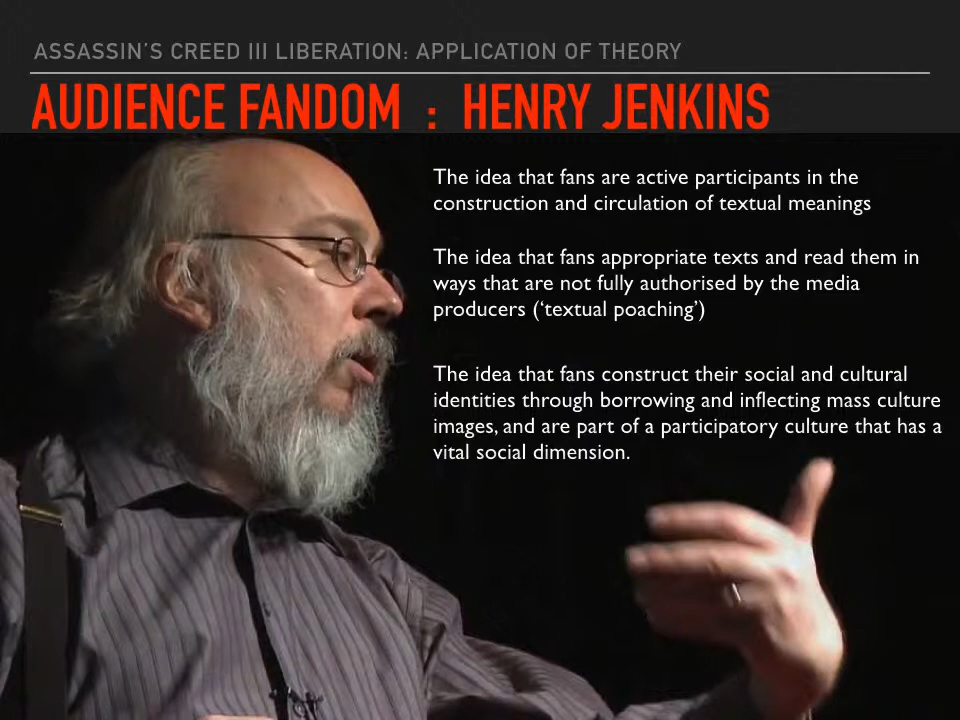 ASSASSIN'S CREED III LIBERATION: APPLICATION OF THEORY
AUDIENCE FANDOM : HENRY JENKINS
The idea that fans are active participants in the
construction and circulation of textual meanings
The idea that fans appropriate texts and read them in
ways that are not fully authorised by the media
producers (‘textual poaching’)
The idea that fans construct their social and cultural
identities through borrowing and inflecting mass culture
images, and are part of a participatory culture that has a
vital social dimension.